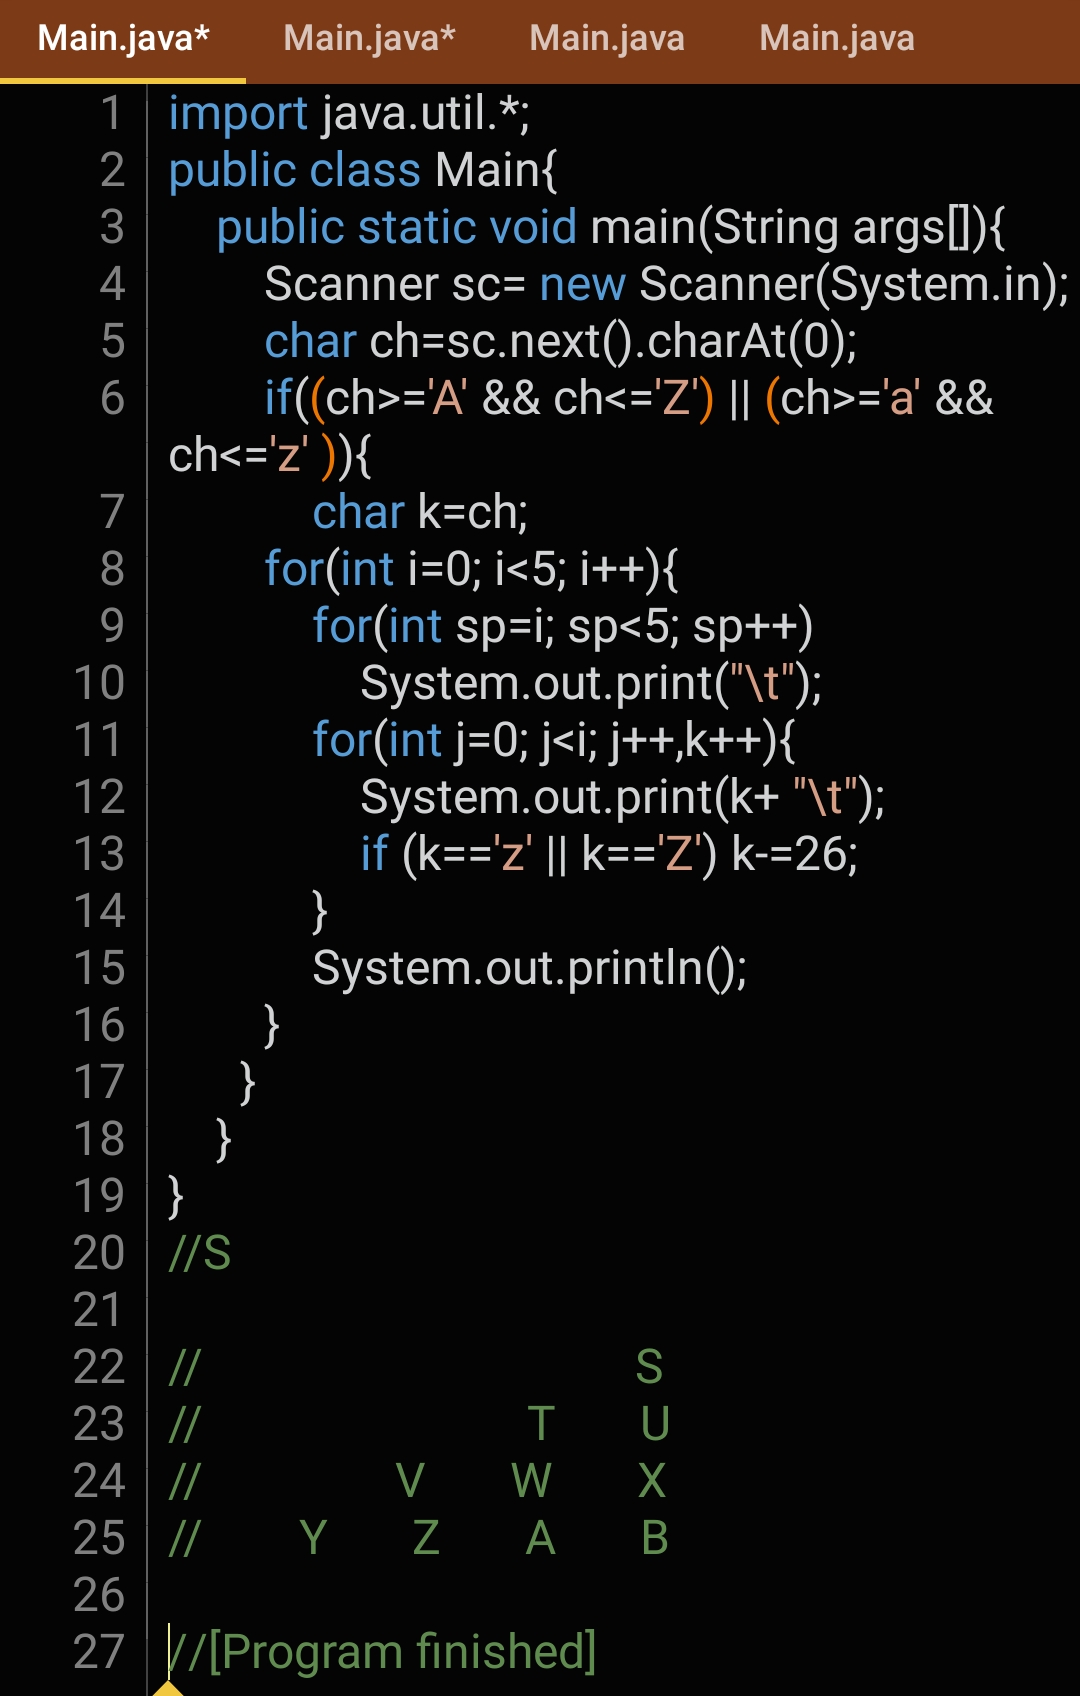 Main.java* Main.java* Main.java Main.java
1 import java.util.*;
2 public class Main{
3 public static void main(String args[]){
4 Scanner sc= new Scanner(System.in);
5 char ch=sc.next().charAt(0);
6 if((ch>='A' && ch<='Z') || (ch>='a' &&
ch<='z' )){
7 char k=ch;
8 for(int i=0; i<5; i++){
9 for(int sp=i; sp<5; sp++)
10 System.out.print("\t");
11 for(int j=0; j<i; j++,k++){
12 System.out.print(k+ "\t");
13 if (k=='z' || k=='Z') k-=26;
14 }
15 System.out.println();
16 }
17 }
18 }
19 }
20 //S
21
22 // S
23 // T U
24 // V W X
25 // Y Z A B
26
27 //[Program finished]